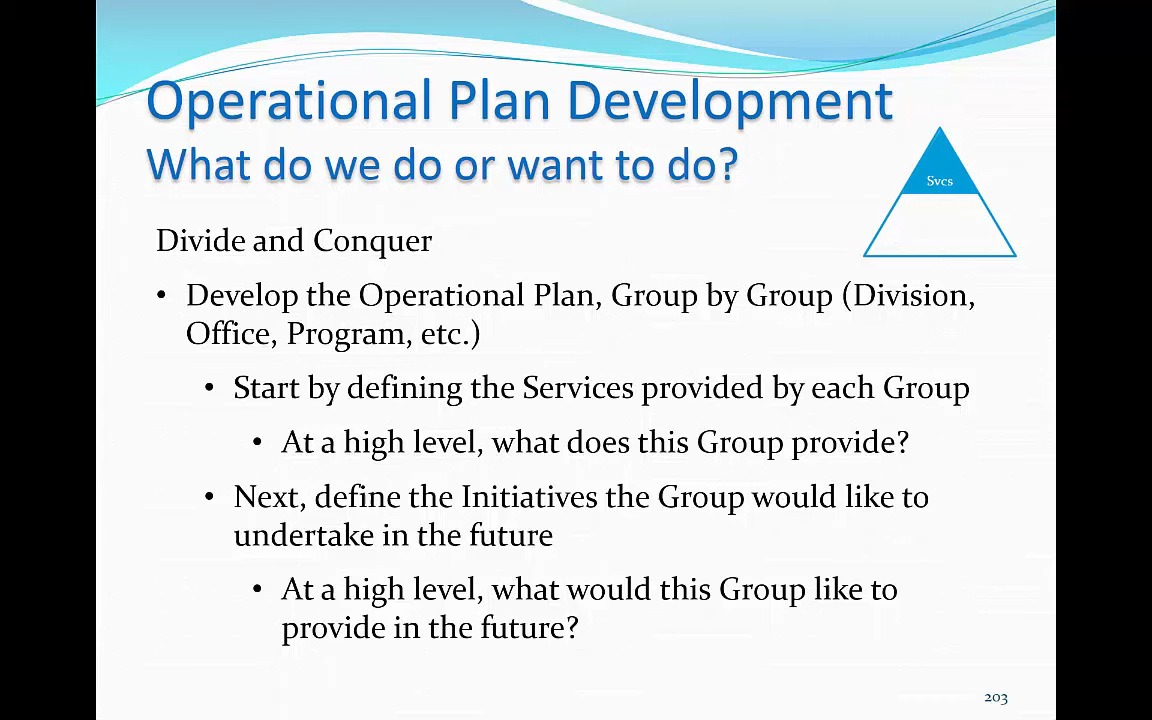 Operational Plan Development
What do we do or want to do?
Svcs
Divide and Conquer
• Develop the Operational Plan, Group by Group (Division,
Office, Program, etc.)
• Start by defining the Services provided by each Group
• At a high level, what does this Group provide?
• Next, define the Initiatives the Group would like to
undertake in the future
• At a high level, what would this Group like to
provide in the future?
203